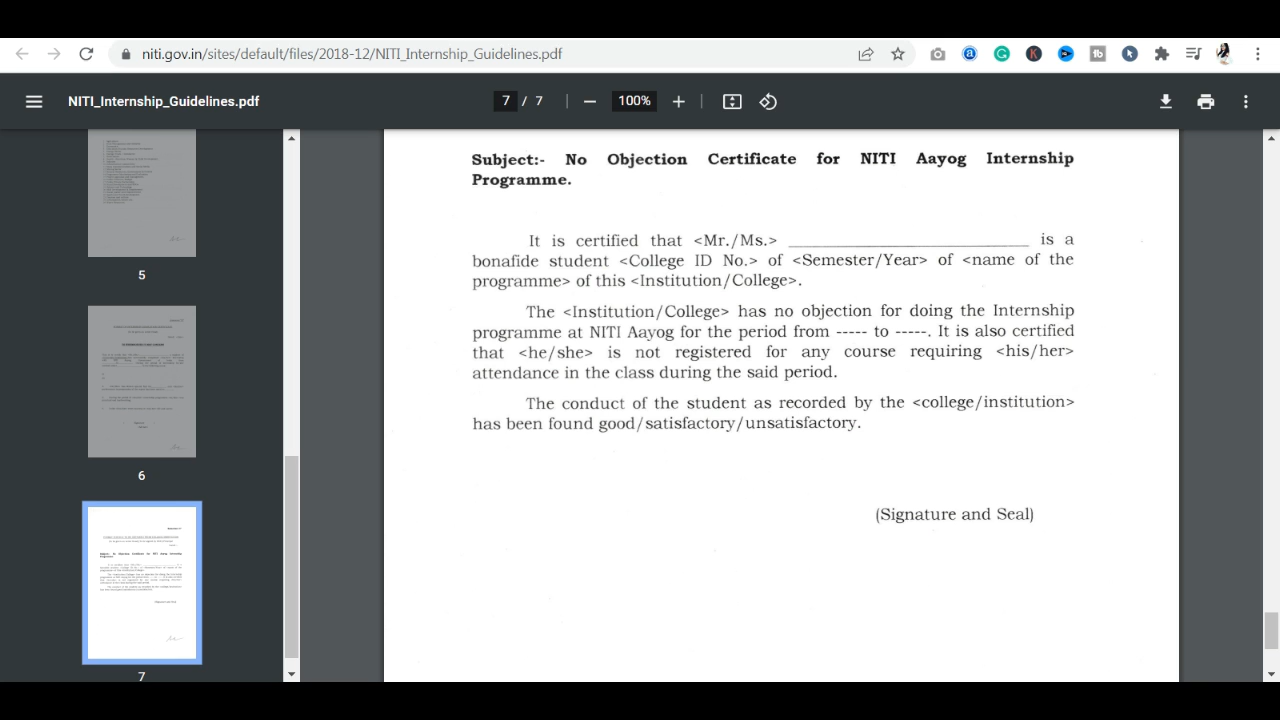 niti.gov.in/sites/default/files/2018-12/NITI_Internship_Guidelines.pdf
NITI_Internship_Guidelines.pdf
7 / 7
100%
5
6
7
Subject:- No Objection Certificate for NITI Aayog Internship
Programme.
It is certified that <Mr./Ms.> ______________________________ is a
bonafide student <College ID No.> of <Semester/Year> of <name of the
programme> of this <Institution/College>.
The <Institution/College> has no objection for doing the Internship
programme at NITI Aayog for the period from ----- to -----. It is also certified
that <he/she> is not registered for any course requiring <his/her>
attendance in the class during the said period.
The conduct of the student as recorded by the <college/institution>
has been found good/satisfactory/unsatisfactory.
(Signature and Seal)